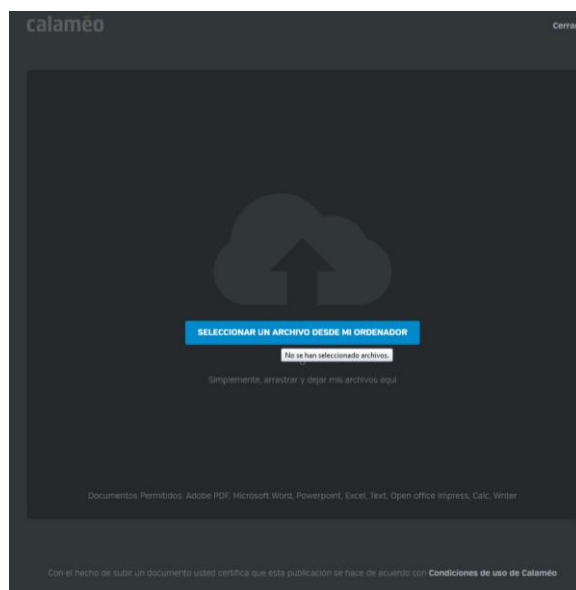 calaméo
Cerrar
SELECCIONAR UN ARCHIVO DESDE MI ORDENADOR
No se han seleccionado archivos.
Simplemente, arrastrar y dejar mis archivos aquí
Documentos Permitidos: Adobe PDF, Microsoft Word, Powerpoint, Excel, Text, Open office Impress, Calc, Writer
Con el hecho de subir un documento usted certifica que esta publicación se hace de acuerdo con Condiciones de uso de Calaméo